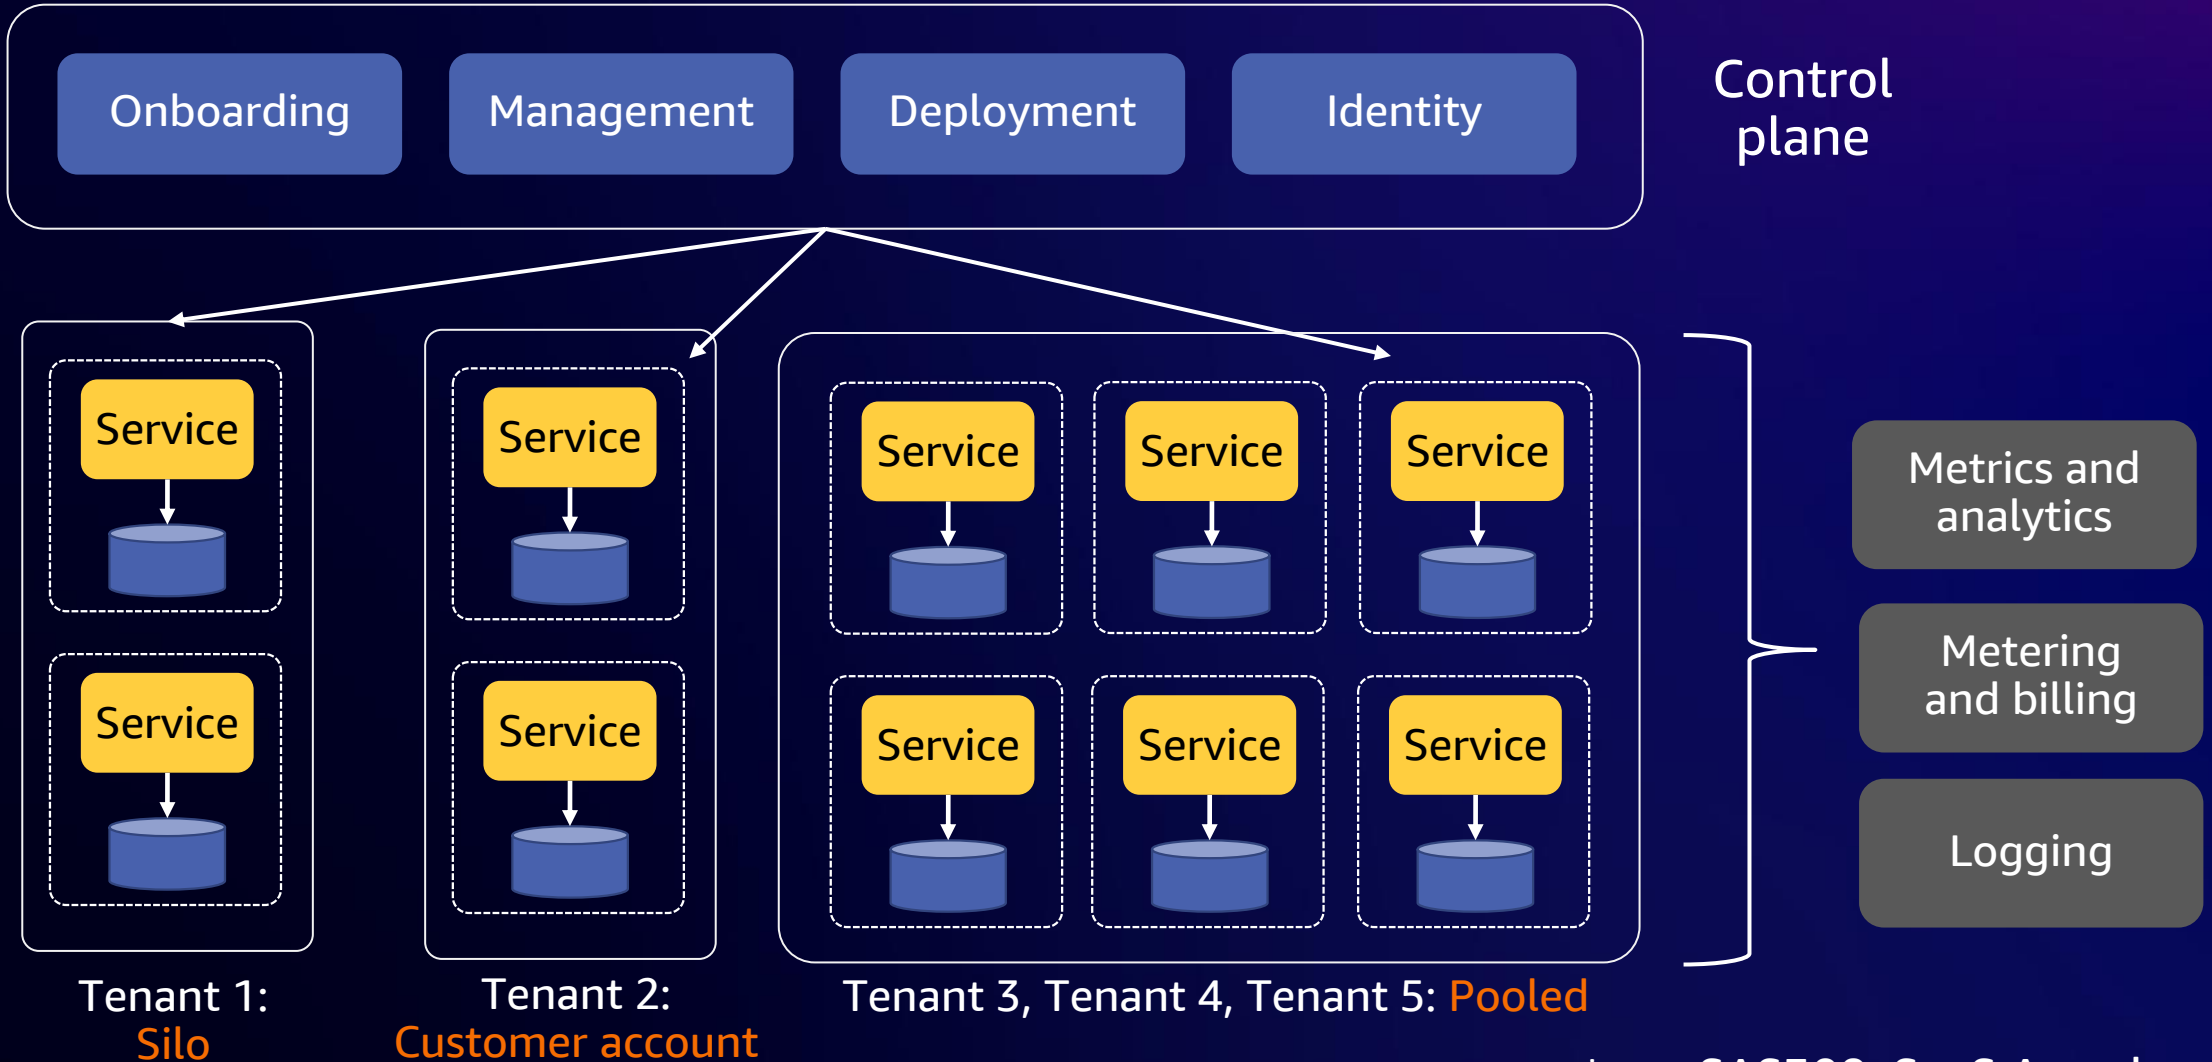 Onboarding
Management
Deployment
Identity
Control
plane
Service
Service
Service
Service
Service
Service
Service
Service
Service
Service
Metrics and
analytics
Metering
and billing
Logging
Tenant 1:
Silo
Tenant 2:
Customer account
Tenant 3, Tenant 4, Tenant 5: Pooled